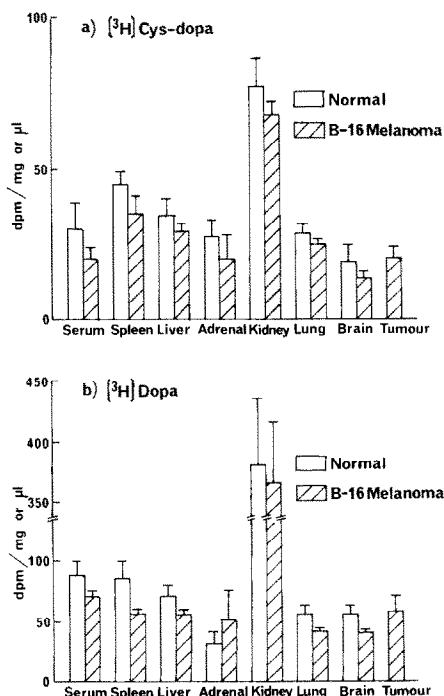 a) [³H] Cys-dopa
100
50
0
dpm/mg or µl
Normal
B-16 Melanoma
Serum Spleen Liver Adrenal Kidney Lung Brain Tumour
b) [³H] Dopa
450
400
350
100
50
0
dpm/mg or µl
Normal
B-16 Melanoma
Serum Spleen Liver Adrenal Kidney Lung Brain Tumour